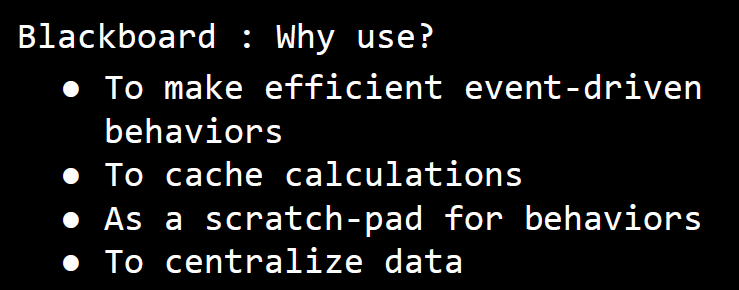 Blackboard : Why use?
● To make efficient event-driven
behaviors
● To cache calculations
● As a scratch-pad for behaviors
● To centralize data